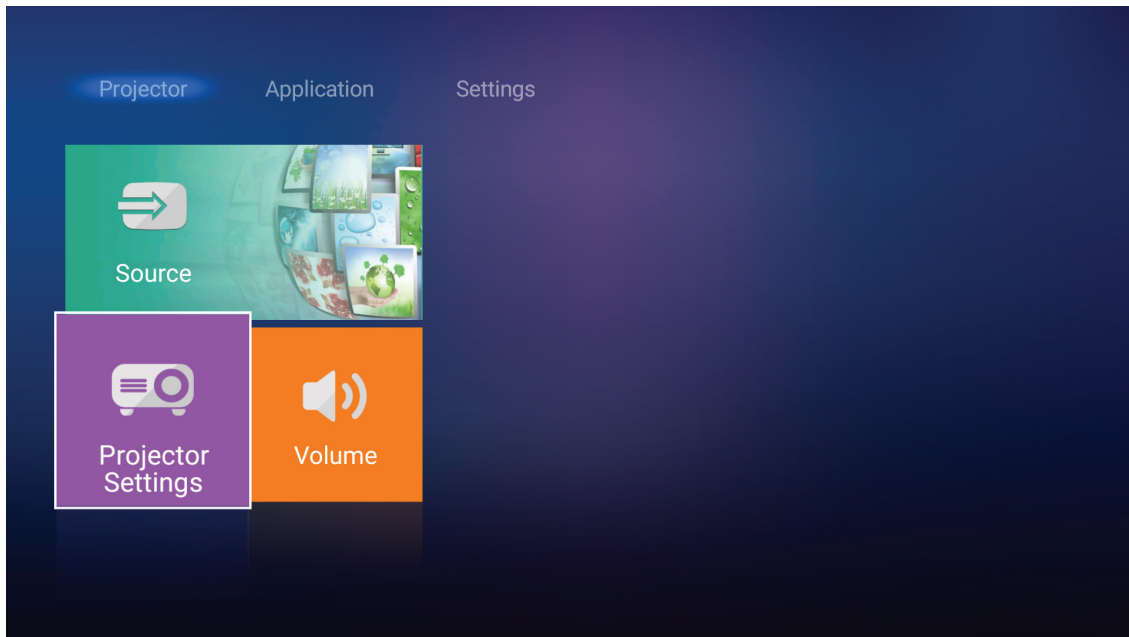 Projector
Application
Settings
Source
Projector
Settings
Volume